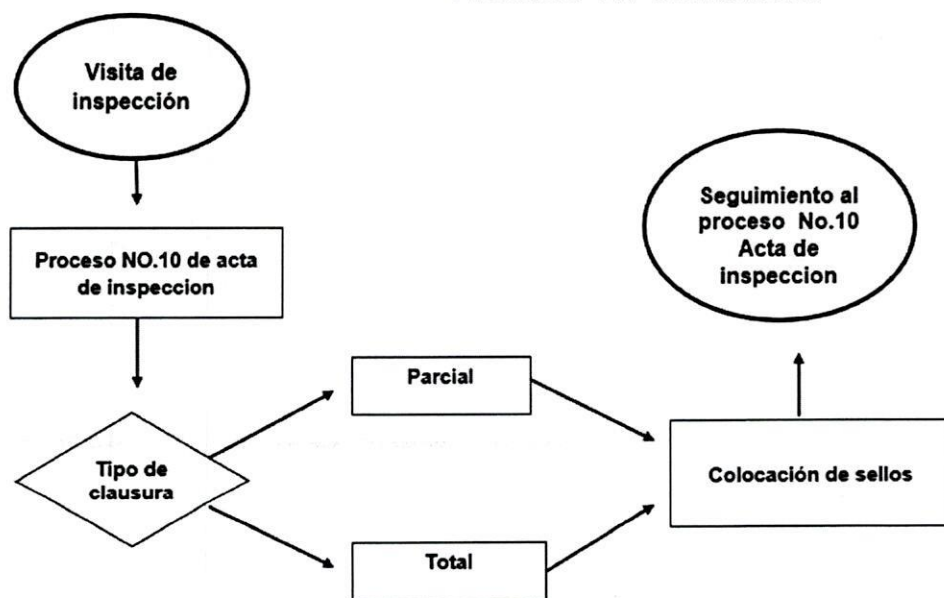 Visita de
inspección
Proceso NO.10 de acta
de inspeccion
Tipo de
clausura
Parcial
Total
Colocación de sellos
Seguimiento al
proceso No.10
Acta de
inspeccion